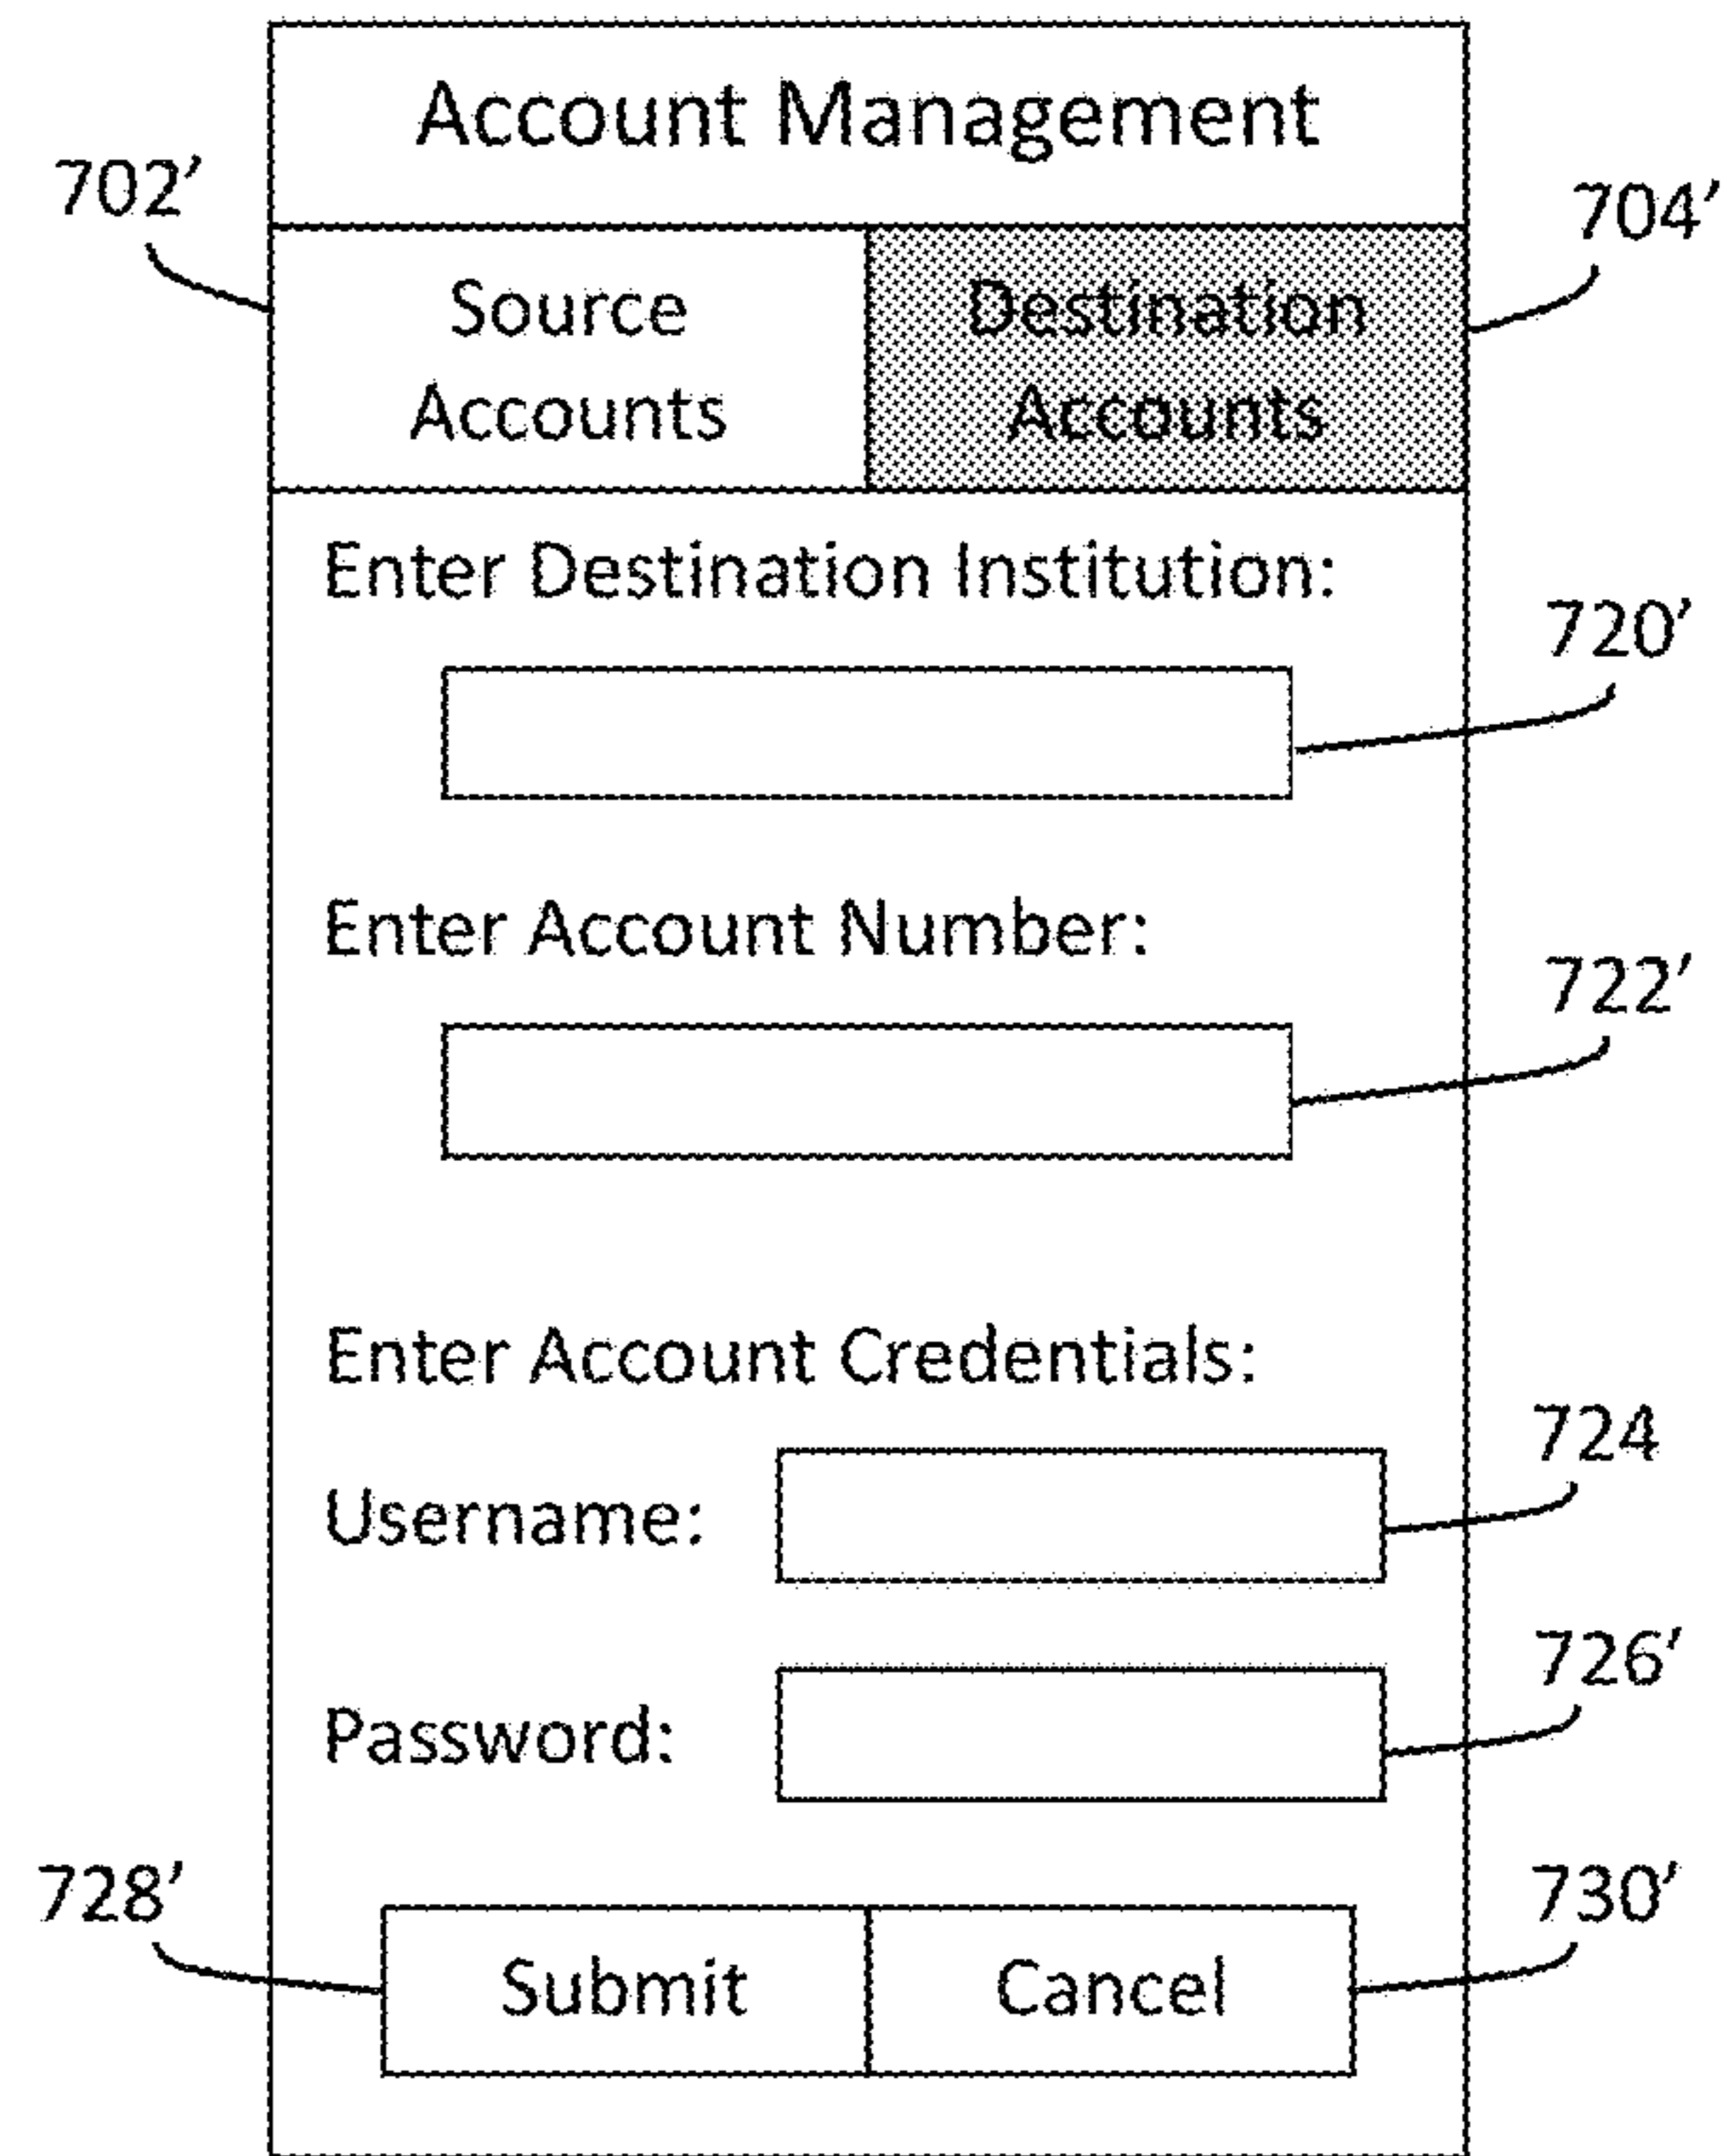 Account Management
702’
704’
Source
Accounts
Destination
Accounts
Enter Destination Institution:
720’
Enter Account Number:
722’
Enter Account Credentials:
724
Username:
726’
Password:
728’
730’
Submit
Cancel